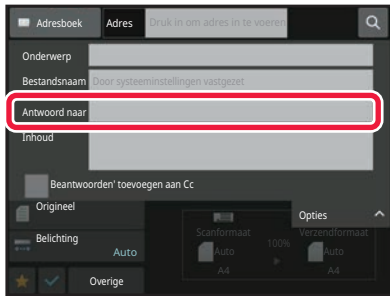 Adresboek Adres Druk in om adres in te voeren
Onderwerp
Bestandsnaam Door systeeminstellingen vastgezet
Antwoord naar
Inhoud
Beantwoorden' toevoegen aan Cc
Origineel
Opties
Belichting
Auto
Scanformaat
Auto
A4
100%
Verzendformaat
Auto
A4
Overige